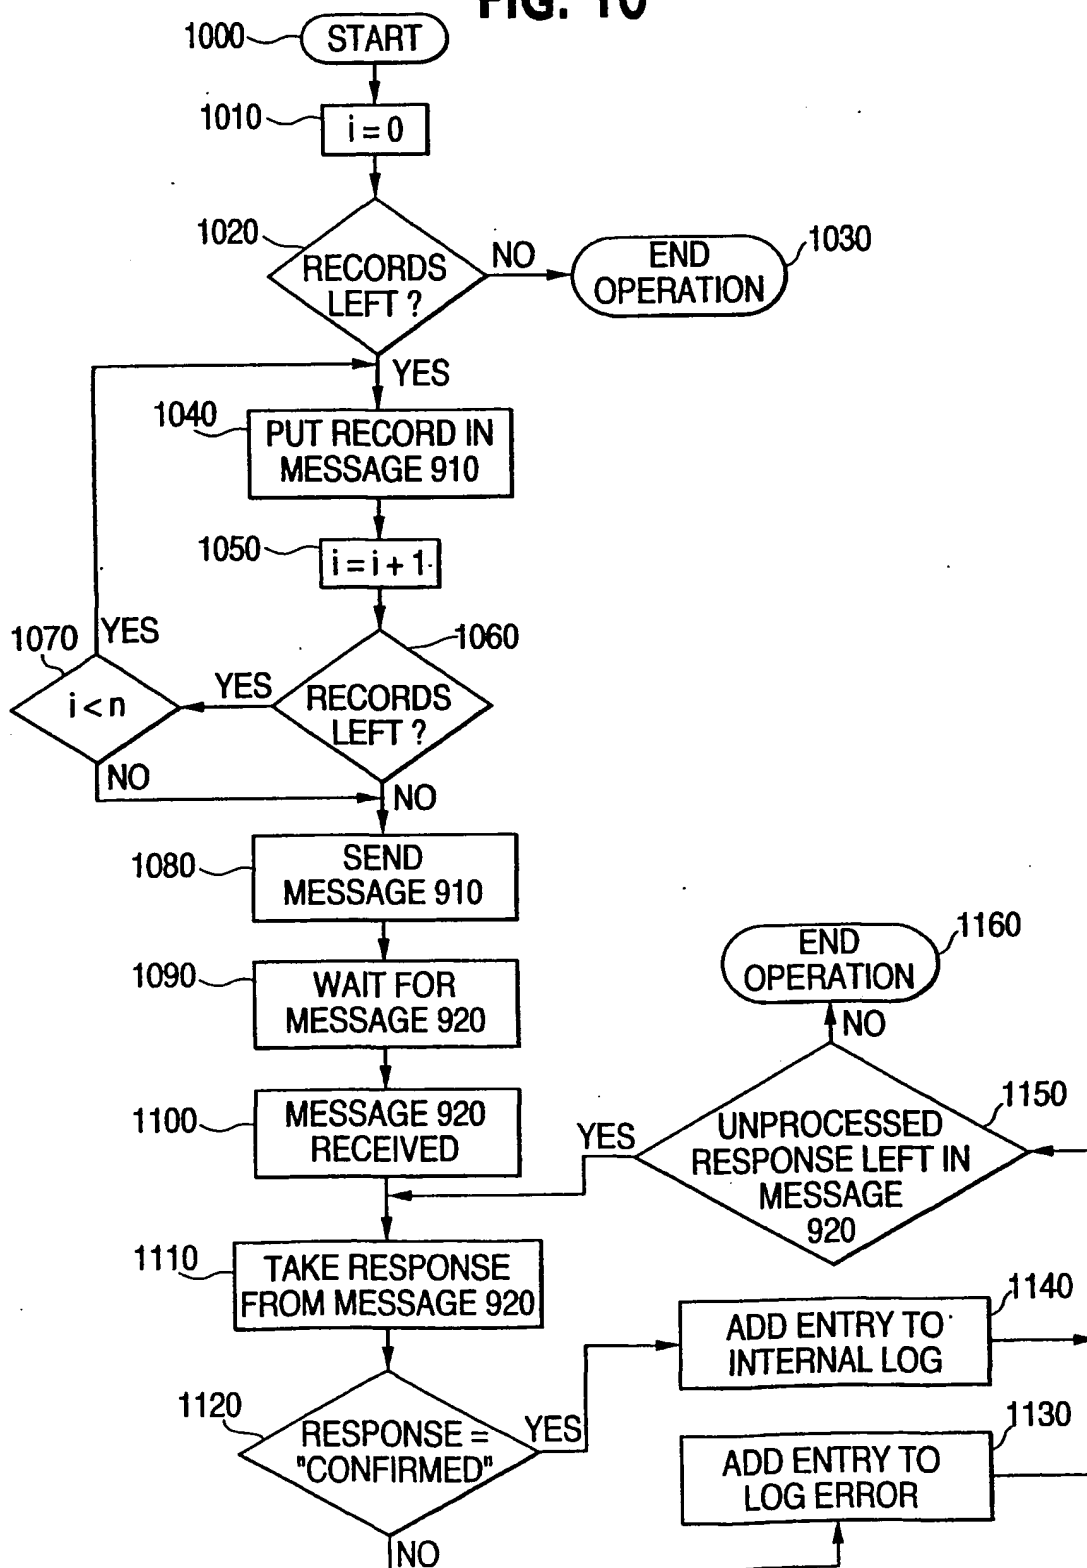 FIG. 10
1000
START
1010
i = 0
1020
RECORDS
LEFT ?
NO
END
OPERATION
1030
YES
1040
PUT RECORD IN
MESSAGE 910
1050
i = i + 1
1060
RECORDS
LEFT ?
YES
1070
i < n
YES
NO
NO
1080
SEND
MESSAGE 910
1090
WAIT FOR
MESSAGE 920
1100
MESSAGE 920
RECEIVED
1110
TAKE RESPONSE
FROM MESSAGE 920
1120
RESPONSE =
"CONFIRMED"
YES
NO
1130
ADD ENTRY TO
LOG ERROR
1140
ADD ENTRY TO
INTERNAL LOG
1150
UNPROCESSED
RESPONSE LEFT IN
MESSAGE
920
YES
NO
1160
END
OPERATION